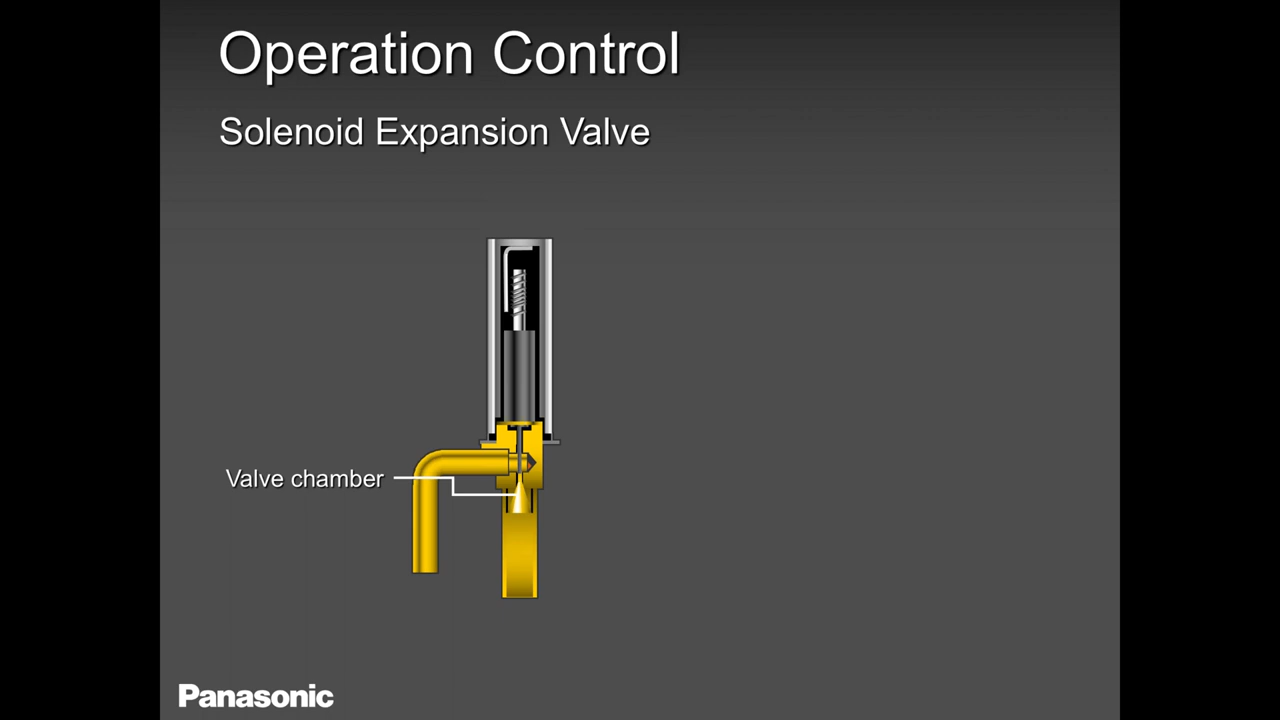 Operation Control
Solenoid Expansion Valve
Valve chamber
Panasonic